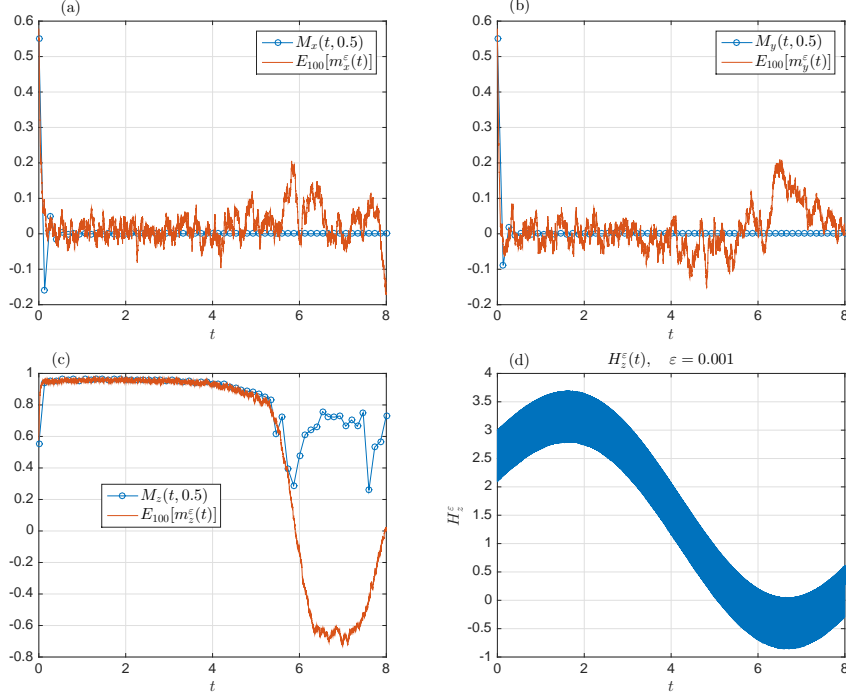 (a)
0.6
0.5
0.4
0.3
0.2
0.1
0
-0.1
-0.2
0 2 4 6 8
t
M_x(t, 0.5)
E_100[m_x^ε(t)]
(b)
0.6
0.5
0.4
0.3
0.2
0.1
0
-0.1
-0.2
0 2 4 6 8
t
M_y(t, 0.5)
E_100[m_y^ε(t)]
(c)
1
0.8
0.6
0.4
0.2
0
-0.2
-0.4
-0.6
-0.8
-1
0 2 4 6 8
t
M_z(t, 0.5)
E_100[m_z^ε(t)]
(d) H_z^ε(t), ε = 0.001
4
3.5
3
2.5
2
1.5
1
0.5
0
-0.5
-1
H_z^ε
0 2 4 6 8
t